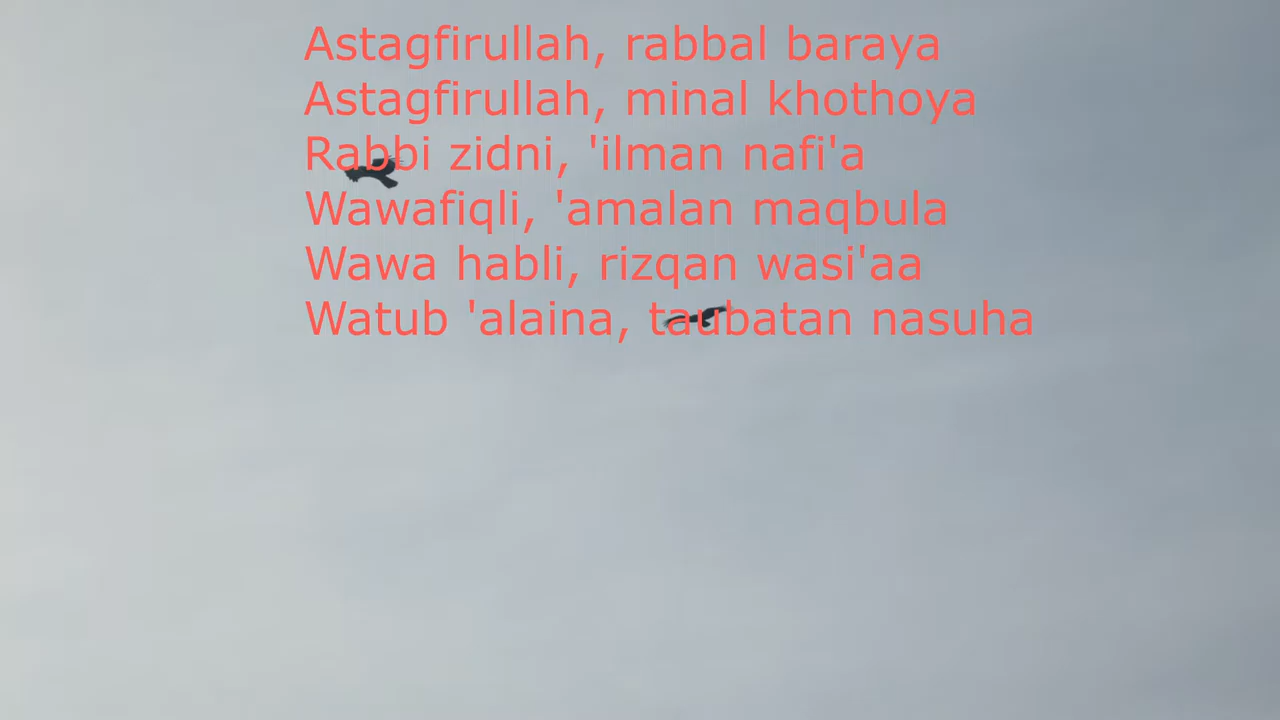 Astagfirullah, rabbal baraya
Astagfirullah, minal khothoya
Rabbi zidni, 'ilman nafi'a
Wawafiqli, 'amalan maqbula
Wawa habli, rizqan wasi'aa
Watub 'alaina, taubatan nasuha